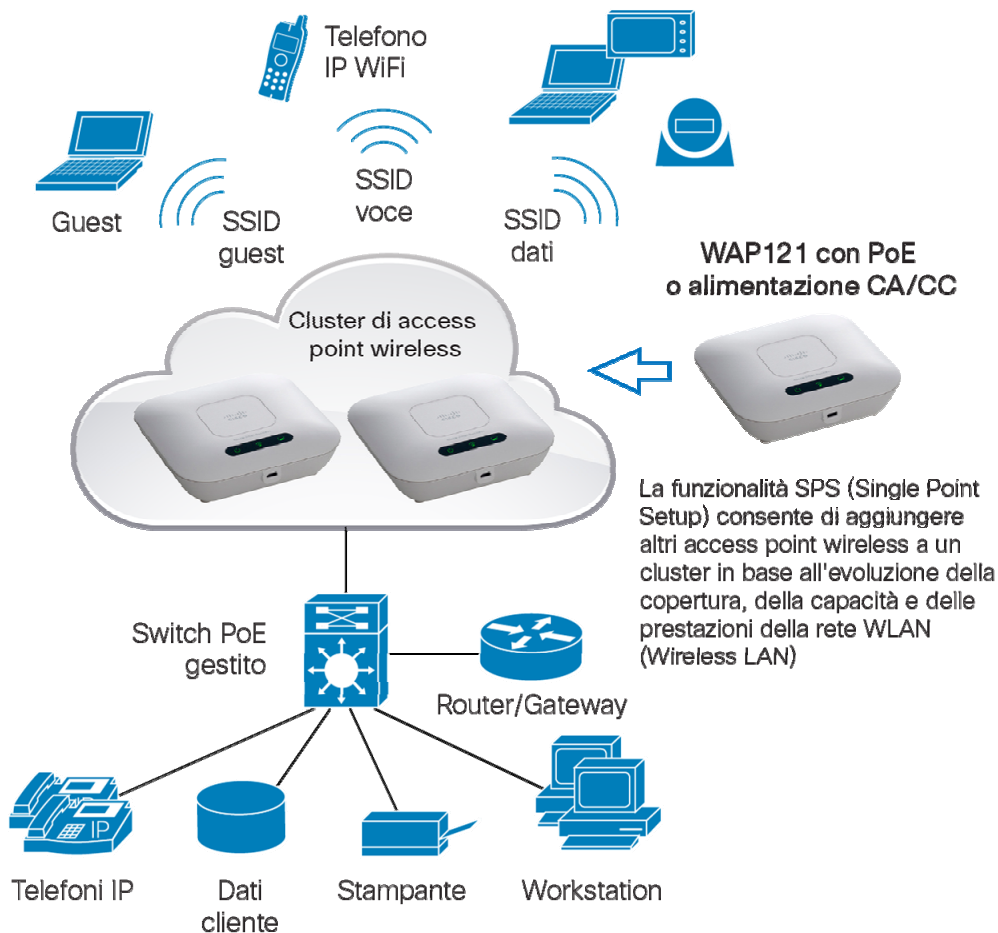 Telefono
IP WiFi
Guest
SSID
guest
SSID
voce
SSID
dati
WAP121 con PoE
o alimentazione CA/CC
Cluster di access
point wireless
La funzionalità SPS (Single Point
Setup) consente di aggiungere
altri access point wireless a un
cluster in base all'evoluzione della
copertura, della capacità e delle
prestazioni della rete WLAN
(Wireless LAN)
Switch PoE
gestito
Router/Gateway
IP
Telefoni IP
Dati
cliente
Stampante
Workstation